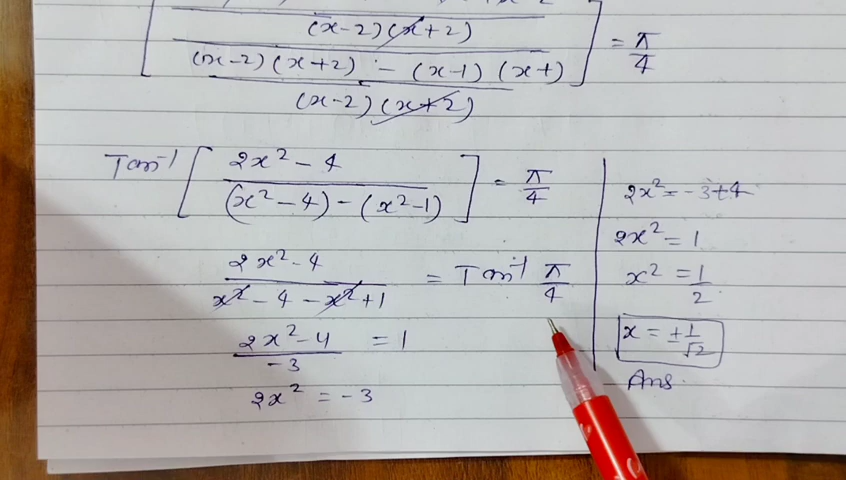 (x-2)(x+2)
(x-2)(x+2) - (x-1)(x+)
(x-2)(x+2)
= π/4
Tan⁻¹ [ 2x² - 4 / (x² - 4) - (x² - 1) ] = π/4
2x² - 4 / x² - 4 - x² + 1 = Tan⁻¹ π/4
2x² - 4 / -3 = 1
2x² = -3
2x² = -3 + 4
2x² = 1
x² = 1/2
x = ± 1/√2
Ans.